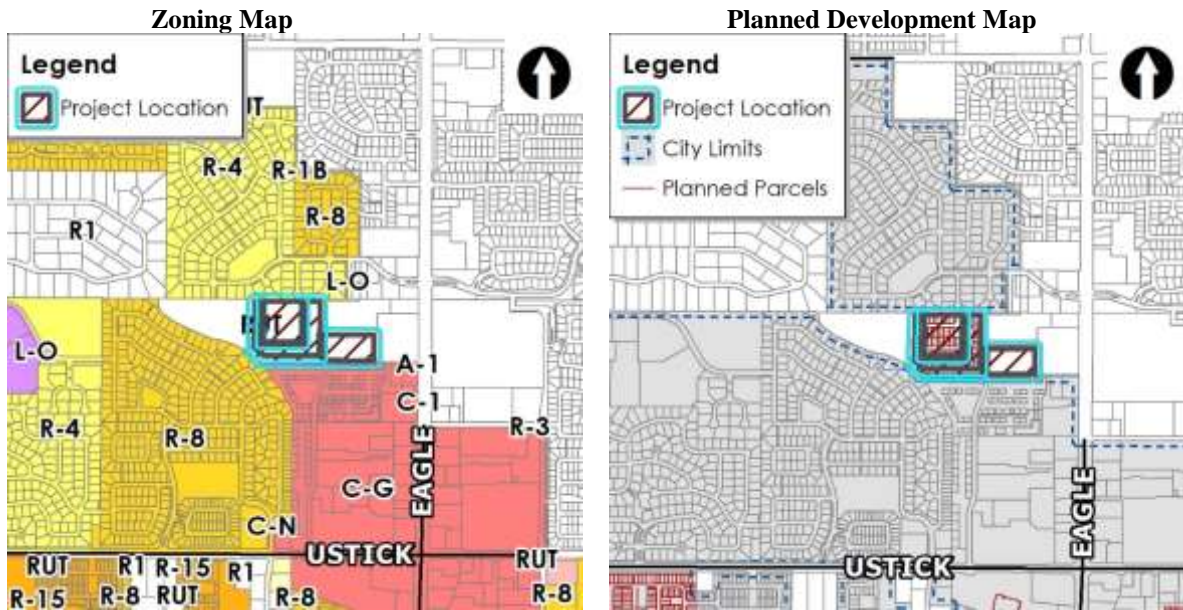 Zoning Map
Planned Development Map
Legend
Project Location
R-4
R-1B
R-8
R1
L-O
L-O
A-1
C-1
R-4
R-8
R-3
EAGLE
C-G
C-N
USTICK
RUT
R1
R-15
R1
RUT
R-15
R-8
RUT
R-8
R-8
Legend
Project Location
City Limits
Planned Parcels
EAGLE
USTICK